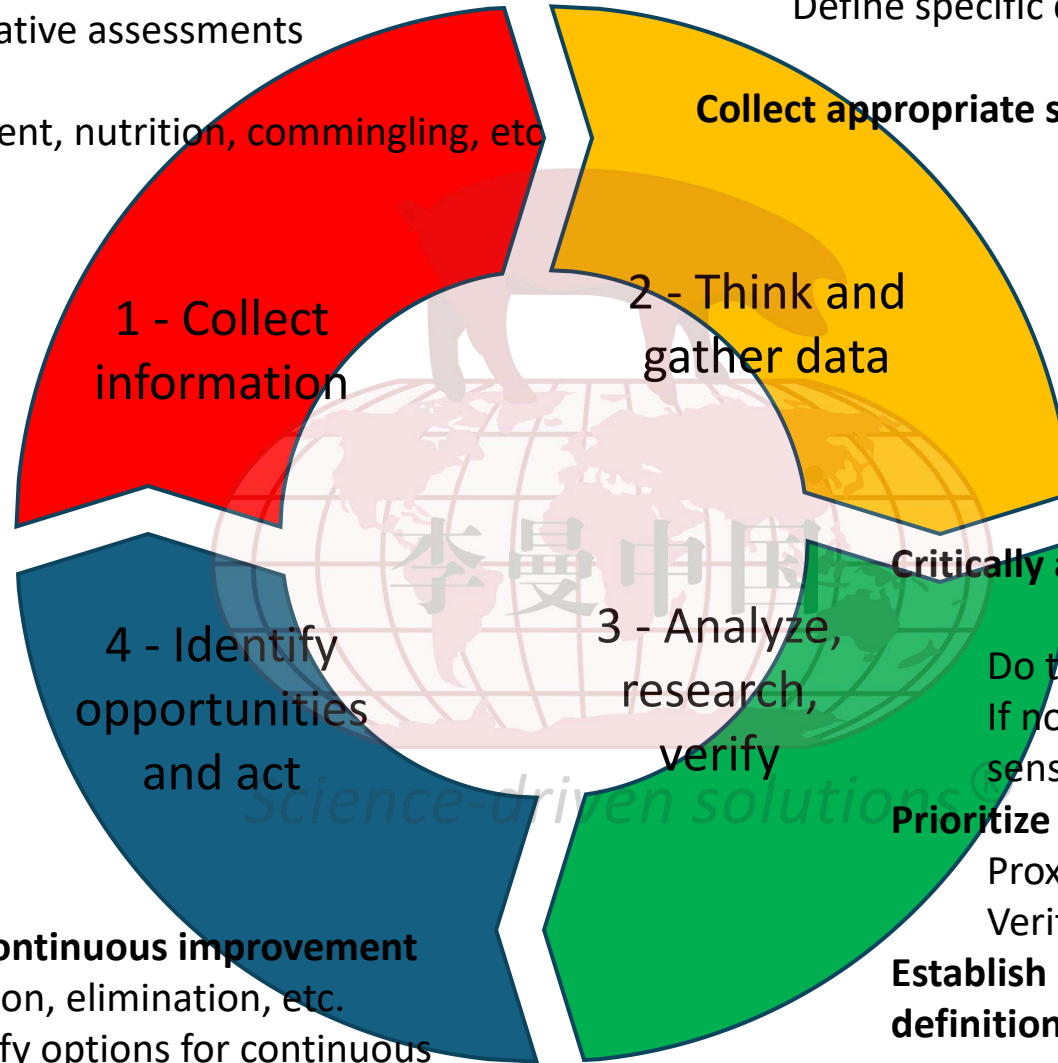 ative assessments
Define specific
ent, nutrition, commingling, etc
Collect appropriate s
1 - Collect
information
2 - Think and
gather data
李曼中国
Critically a
4 - Identify
opportunities
and act
3 - Analyze,
research,
verify
Do t
If no
sens
Science-driven solutions®
Prioritize
Prox
Verif
ontinuous improvement
on, elimination, etc.
fy options for continuous
Establish
definition